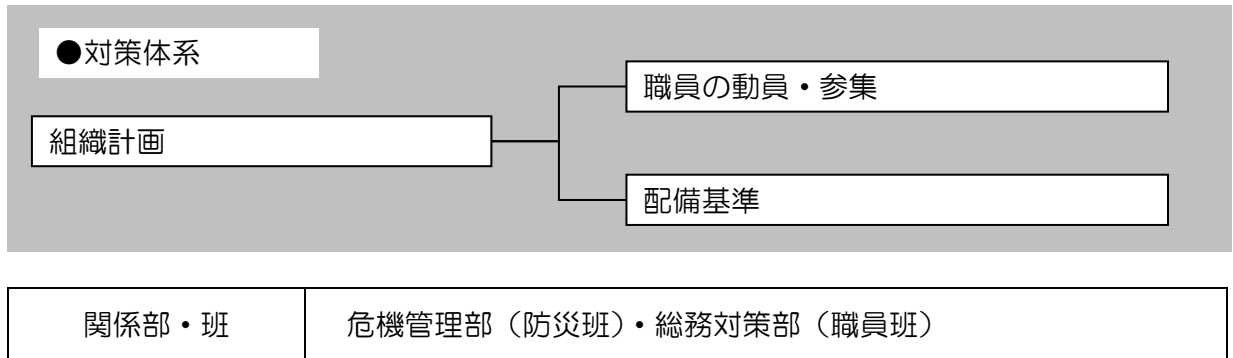 ●対策体系
職員の動員・参集
組織計画
配備基準
関係部・班
危機管理部(防災班)・総務対策部(職員班)